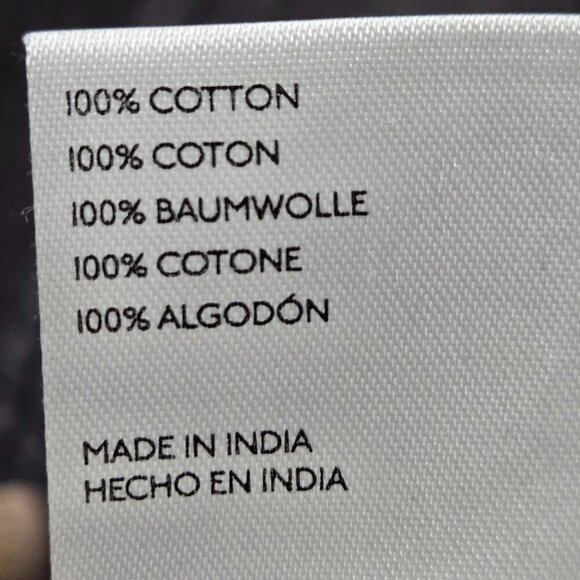 100% COTTON
100% COTON
100% BAUMWOLLE
100% COTONE
100% ALGODÓN
MADE IN INDIA
HECHO EN INDIA